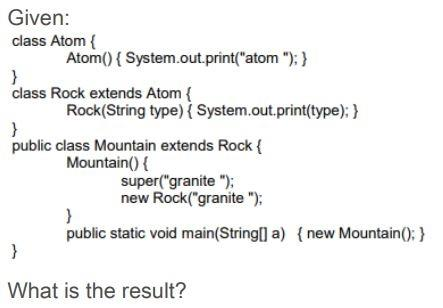 Given:
class Atom {
Atom() { System.out.print("atom "); }
}
class Rock extends Atom {
Rock(String type) { System.out.print(type); }
}
public class Mountain extends Rock {
Mountain() {
super("granite ");
new Rock("granite ");
}
public static void main(String[] a) { new Mountain(); }
}
What is the result?